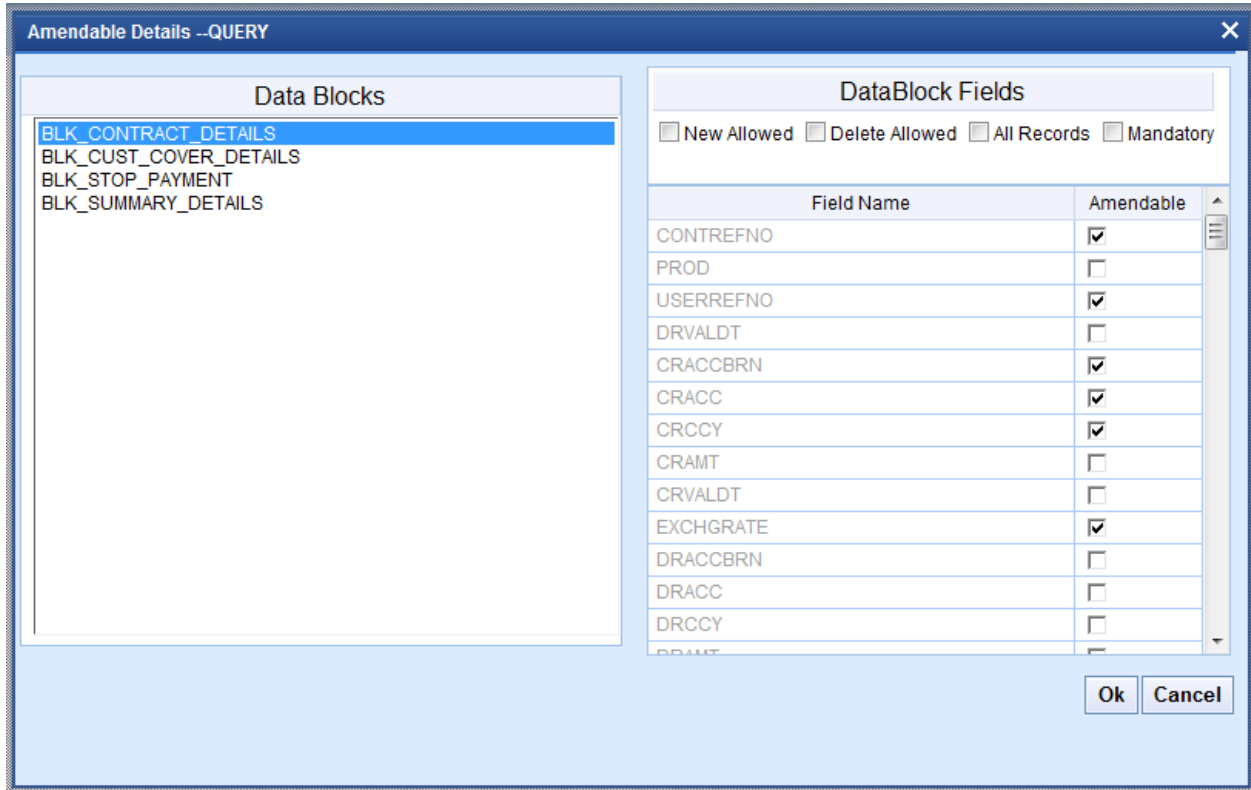 Amendable Details --QUERY
Data Blocks
BLK_CONTRACT_DETAILS
BLK_CUST_COVER_DETAILS
BLK_STOP_PAYMENT
BLK_SUMMARY_DETAILS
DataBlock Fields
New Allowed Delete Allowed All Records Mandatory
Field Name Amendable
CONTREFNO
PROD
USERREFNO
DRVALDT
CRACCBRN
CRACC
CRCCY
CRAMT
CRVALDT
EXCHGRATE
DRACCBRN
DRACC
DRCCY
DRAMT
Ok Cancel